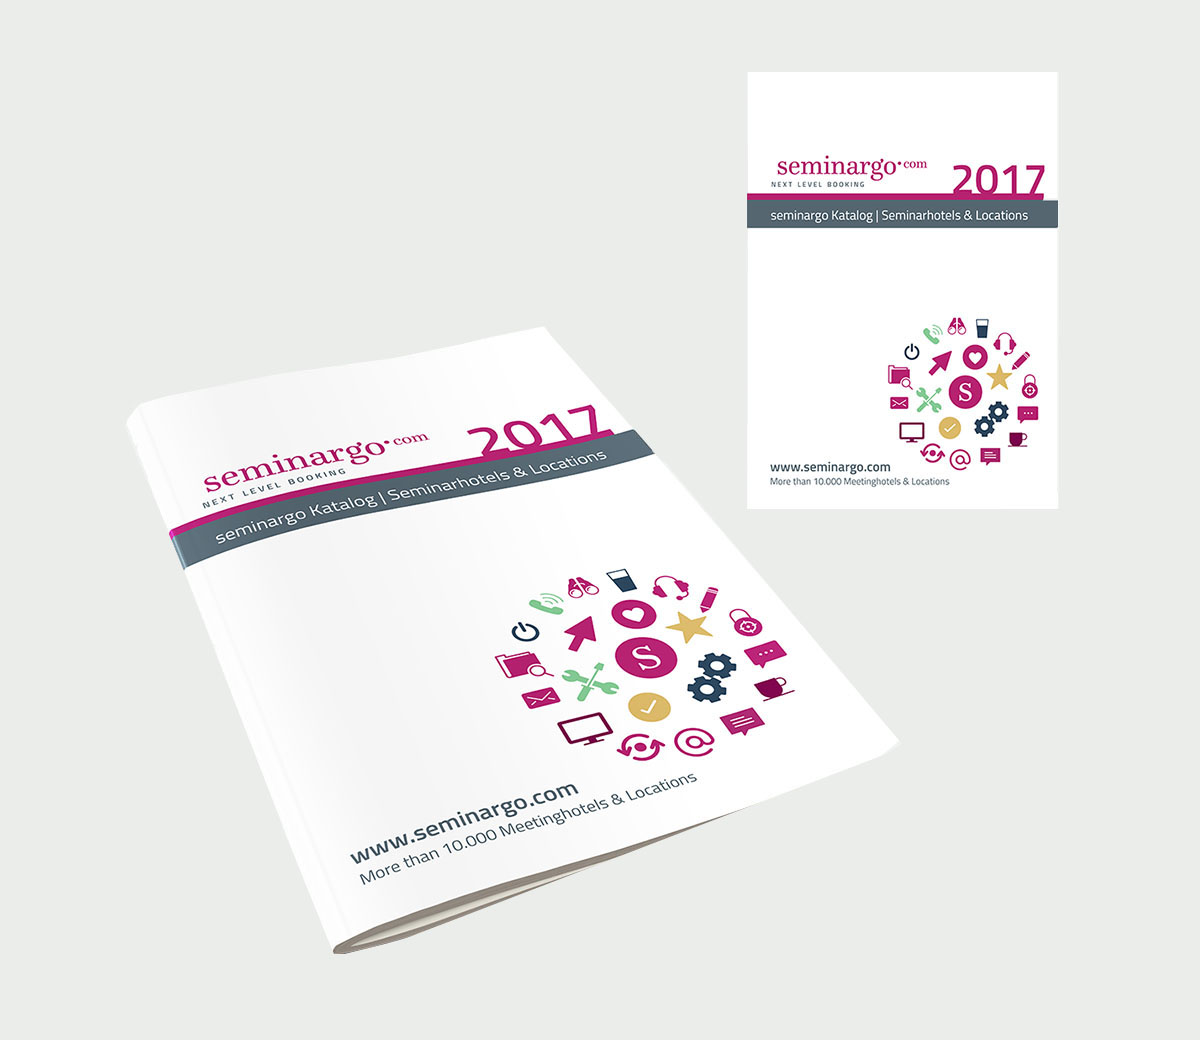 seminargo.com
NEXT LEVEL BOOKING
2017
seminargo Katalog | Seminarhotels & Locations
S
www.seminargo.com
More than 10.000 Meetinghotels & Locations
seminargo.com
NEXT LEVEL BOOKING
2017
seminargo Katalog | Seminarhotels & Locations
S
@
www.seminargo.com
More than 10.000 Meetinghotels & Locations
@